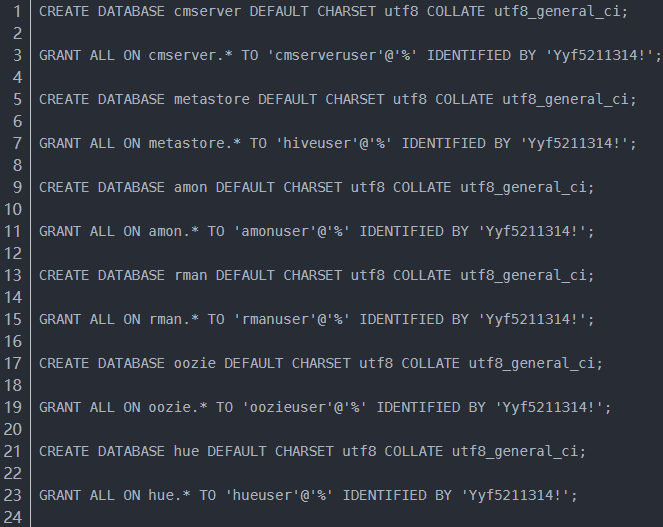 1 CREATE DATABASE cmserver DEFAULT CHARSET utf8 COLLATE utf8_general_ci;
2
3 GRANT ALL ON cmserver.* TO 'cmserveruser'@'%' IDENTIFIED BY 'Yyf5211314!';
4
5 CREATE DATABASE metastore DEFAULT CHARSET utf8 COLLATE utf8_general_ci;
6
7 GRANT ALL ON metastore.* TO 'hiveuser'@'%' IDENTIFIED BY 'Yyf5211314!';
8
9 CREATE DATABASE amon DEFAULT CHARSET utf8 COLLATE utf8_general_ci;
10
11 GRANT ALL ON amon.* TO 'amonuser'@'%' IDENTIFIED BY 'Yyf5211314!';
12
13 CREATE DATABASE rman DEFAULT CHARSET utf8 COLLATE utf8_general_ci;
14
15 GRANT ALL ON rman.* TO 'rmanuser'@'%' IDENTIFIED BY 'Yyf5211314!';
16
17 CREATE DATABASE oozie DEFAULT CHARSET utf8 COLLATE utf8_general_ci;
18
19 GRANT ALL ON oozie.* TO 'oozieuser'@'%' IDENTIFIED BY 'Yyf5211314!';
20
21 CREATE DATABASE hue DEFAULT CHARSET utf8 COLLATE utf8_general_ci;
22
23 GRANT ALL ON hue.* TO 'hueuser'@'%' IDENTIFIED BY 'Yyf5211314!';
24